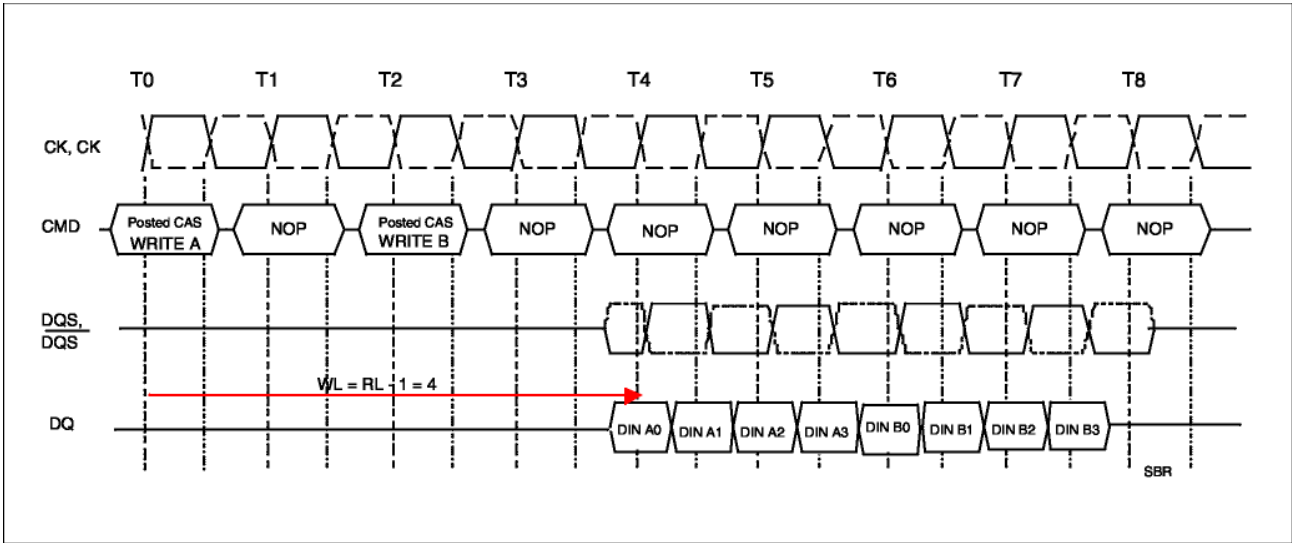 T0 T1 T2 T3 T4 T5 T6 T7 T8
CK, CK
CMD
Posted CAS
WRITE A
NOP
Posted CAS
WRITE B
NOP
NOP
NOP
NOP
NOP
NOP
DQS,
DQS
WL = RL - 1 = 4
DQ
DIN A0 DIN A1 DIN A2 DIN A3 DIN B0 DIN B1 DIN B2 DIN B3
SBR